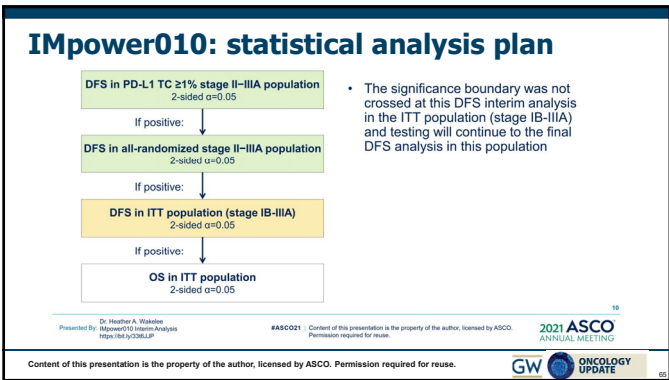 IMpower010: statistical analysis plan
DFS in PD-L1 TC ≥1% stage II–IIIA population
2-sided α=0.05
If positive:
DFS in all-randomized stage II–IIIA population
2-sided α=0.05
If positive:
DFS in ITT population (stage IB-IIIA)
2-sided α=0.05
If positive:
OS in ITT population
2-sided α=0.05
• The significance boundary was not
crossed at this DFS interim analysis
in the ITT population (stage IB-IIIA)
and testing will continue to the final
DFS analysis in this population
10
Presented By:
Dr. Heather A. Wakelee
IMpower010 Interim Analysis
https://bit.ly/33t6JJP
#ASCO21
Content of this presentation is the property of the author, licensed by ASCO.
Permission required for reuse.
2021 ASCO
ANNUAL MEETING
Content of this presentation is the property of the author, licensed by ASCO. Permission required for reuse.
GW
ONCOLOGY
UPDATE
65